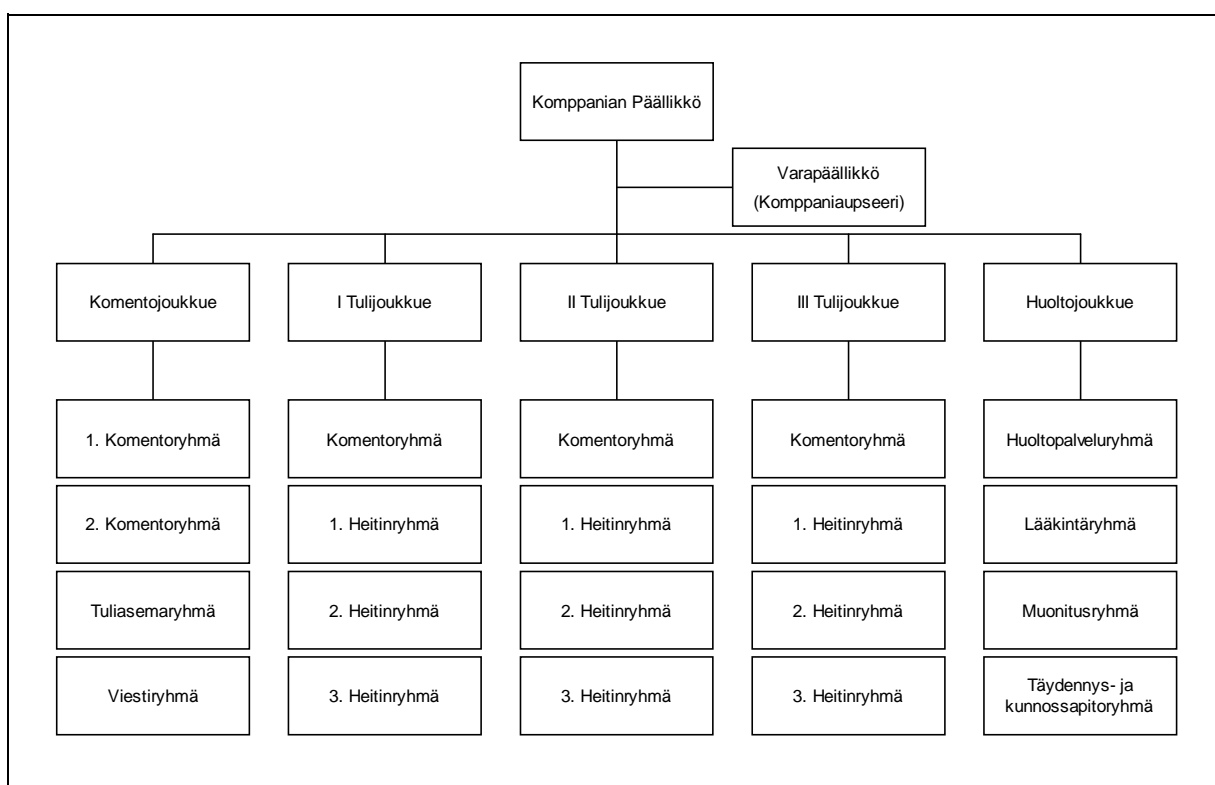 Komppanian Päällikkö
Varapäällikkö
(Komppaniaupseeri)
Komentojoukkue
I Tulijoukkue
II Tulijoukkue
III Tulijoukkue
Huoltojoukkue
1. Komentoryhmä
Komentoryhmä
Komentoryhmä
Komentoryhmä
Huoltopalveluryhmä
2. Komentoryhmä
1. Heitinryhmä
1. Heitinryhmä
1. Heitinryhmä
Lääkintäryhmä
Tuliasemaryhmä
2. Heitinryhmä
2. Heitinryhmä
2. Heitinryhmä
Muonitusryhmä
Viestiryhmä
3. Heitinryhmä
3. Heitinryhmä
3. Heitinryhmä
Täydennys- ja
kunnossapitoryhmä